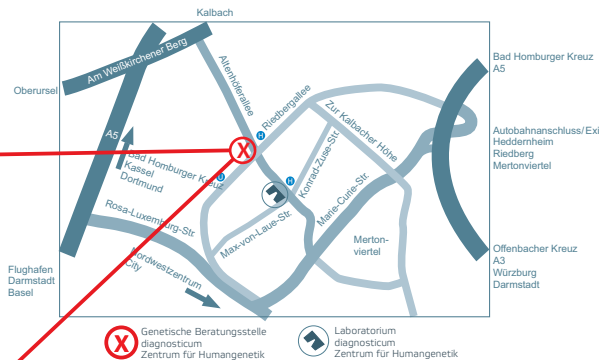 Kalbach
Am Weißkirchener Berg
Oberursel
Altenhöferallee
Riedbergallee
H
Zur Kalbacher Höhe
Bad Homburger Kreuz
A5
Autobahnanschluss/Exi
Heddernheim
Riedberg
Mertonviertel
A5
Bad Homburger Kreuz
Kassel
Dortmund
X
H
Konrad-Zuse-Str.
Marie-Curie-Str.
Rosa-Luxemburg-Str.
Max-von-Laue-Str.
Merton-
viertel
Nordwestzentrum
City
Offenbacher Kreuz
A3
Würzburg
Darmstadt
Flughafen
Darmstadt
Basel
X
Genetische Beratungsstelle
diagnosticum
Zentrum für Humangenetik
Laboratorium
diagnosticum
Zentrum für Humangenetik